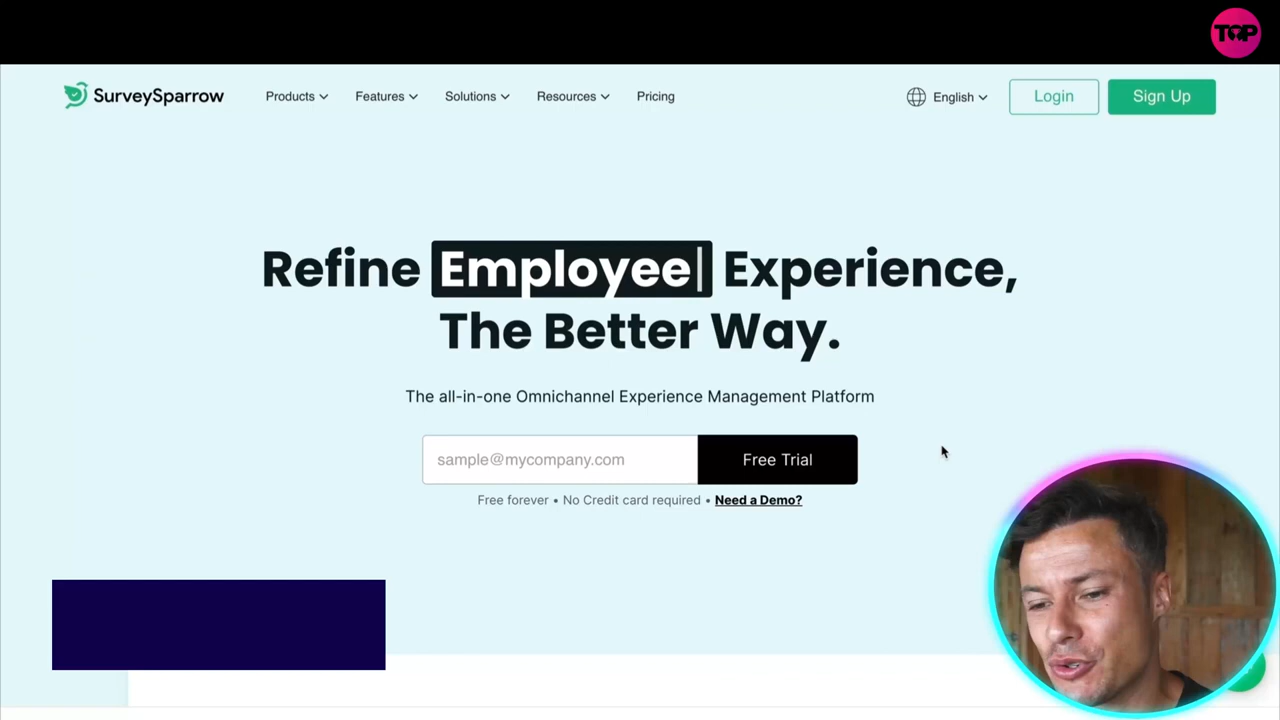 TOP
SurveySparrow Products Features Solutions Resources Pricing English Login Sign Up
Refine Employee Experience,
The Better Way.
The all-in-one Omnichannel Experience Management Platform
sample@mycompany.com Free Trial
Free forever • No Credit card required • Need a Demo?